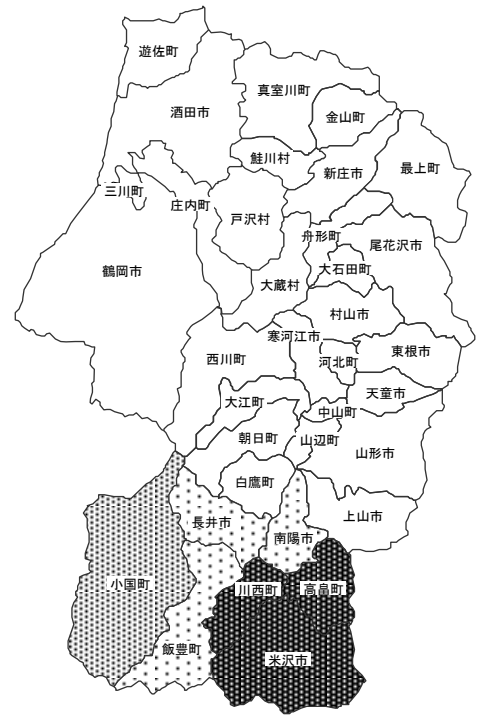 遊佐町
真室川町
酒田市
金山町
鮭川村
新庄市
最上町
三川町
庄内町
戸沢村
舟形町
尾花沢市
鶴岡市
大石田町
大蔵村
村山市
寒河江市
西川町
河北町
東根市
天童市
大江町
中山町
朝日町
山辺町
山形市
白鷹町
長井市
上山市
南陽市
小国町
川西町
高畠町
飯豊町
米沢市